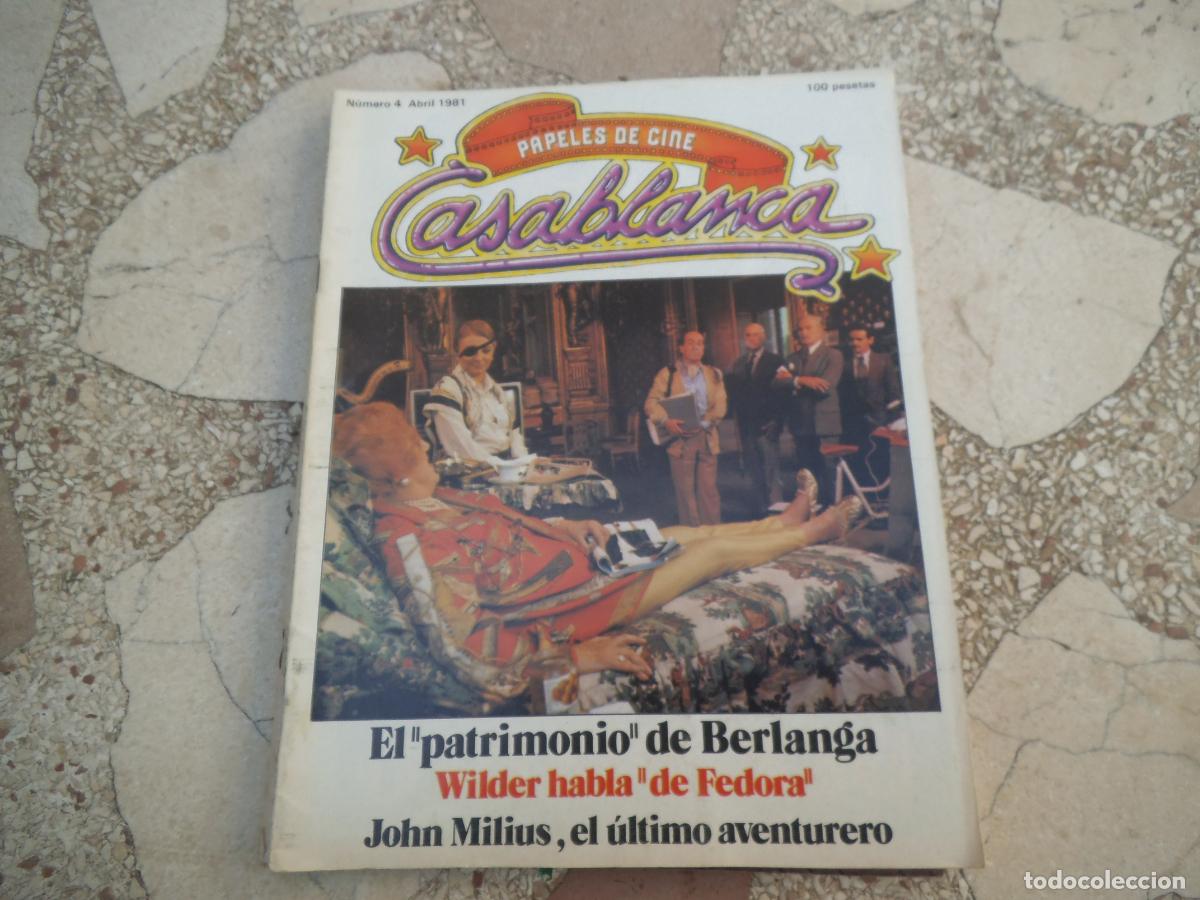 Número 4 Abril 1981
100 pesetas
PAPELES DE CINE
Casablanca
El "patrimonio" de Berlanga
Wilder habla "de Fedora"
John Milius, el último aventurero
todocoleccion